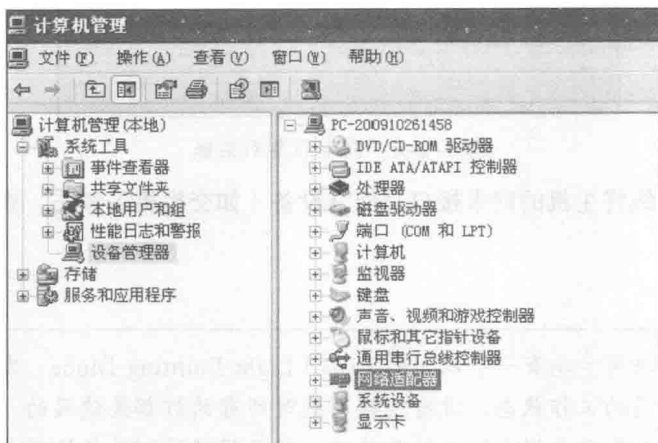 计算机管理
文件(F) 操作(A) 查看(V) 窗口(W) 帮助(H)
计算机管理(本地)
系统工具
事件查看器
共享文件夹
本地用户和组
性能日志和警报
设备管理器
存储
服务和应用程序
PC-200910261458
DVD/CD-ROM 驱动器
IDE ATA/ATAPI 控制器
处理器
磁盘驱动器
端口 (COM 和 LPT)
计算机
监视器
键盘
声音、视频和游戏控制器
鼠标和其它指针设备
通用串行总线控制器
网络适配器
系统设备
显示卡